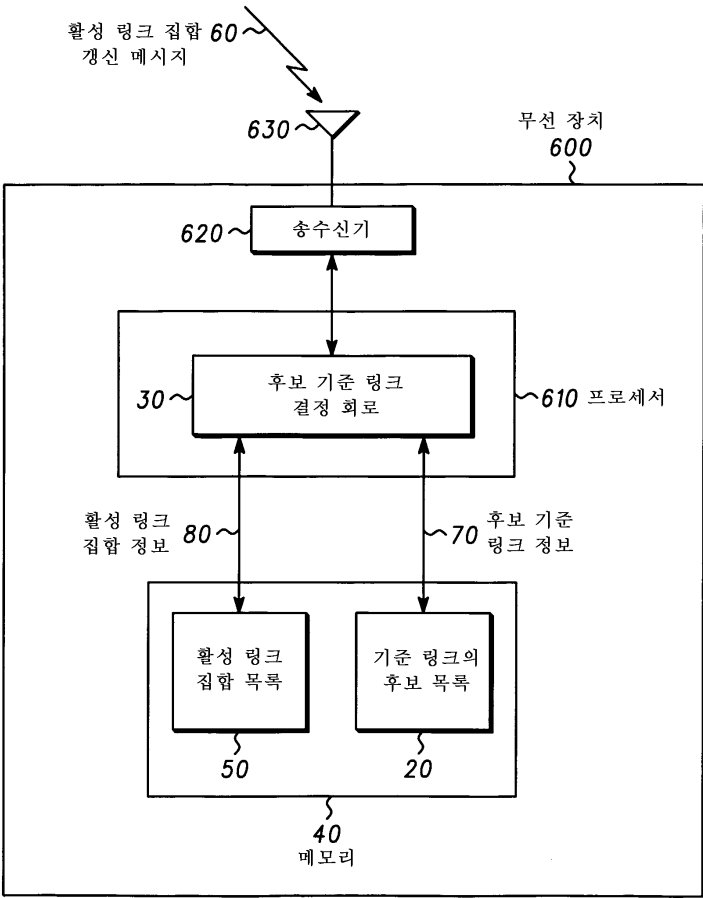 활성 링크 집합 60
갱신 메시지
630
무선 장치
600
620
송수신기
30
후보 기준 링크
결정 회로
610 프로세서
활성 링크
집합 정보
80
70
후보 기준
링크 정보
활성 링크
집합 목록
기준 링크의
후보 목록
50
20
40
메모리